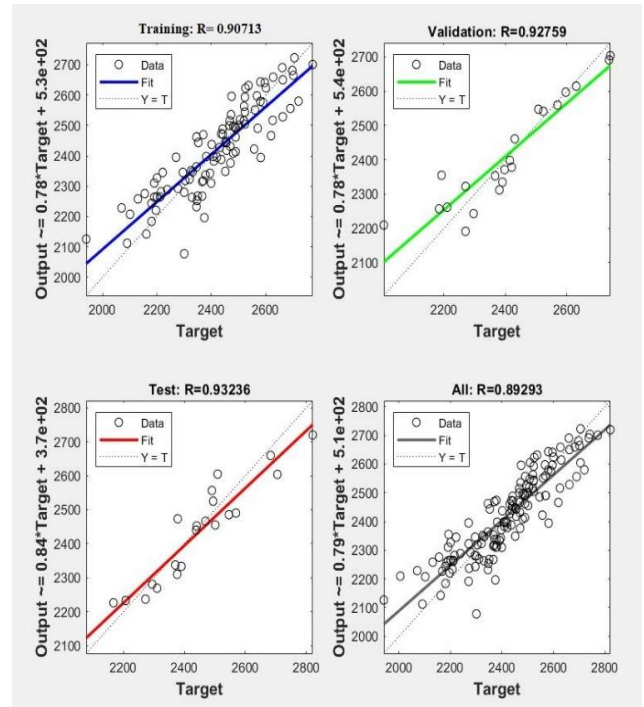 Training: R= 0.90713
Output ~= 0.78*Target + 5.3e+02
Data
Fit
Y = T
2700
2600
2500
2400
2300
2200
2100
2000
2000 2200 2400 2600
Target
Validation: R=0.92759
Output ~= 0.78*Target + 5.4e+02
Data
Fit
Y = T
2700
2600
2500
2400
2300
2200
2100
2200 2400 2600
Target
Test: R=0.93236
Output ~= 0.84*Target + 3.7e+02
Data
Fit
Y = T
2800
2700
2600
2500
2400
2300
2200
2100
2200 2400 2600 2800
Target
All: R=0.89293
Output ~= 0.79*Target + 5.1e+02
Data
Fit
Y = T
2800
2700
2600
2500
2400
2300
2200
2100
2000
2000 2200 2400 2600 2800
Target